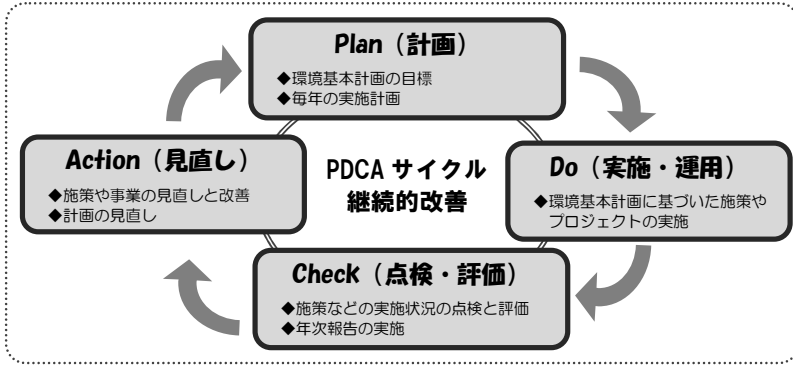 Plan（計画）
◆環境基本計画の目標
◆毎年の実施計画
Action（見直し）
◆施策や事業の見直しと改善
◆計画の見直し
PDCA サイクル
継続的改善
Do（実施・運用）
◆環境基本計画に基づいた施策や
プロジェクトの実施
Check（点検・評価）
◆施策などの実施状況の点検と評価
◆年次報告の実施